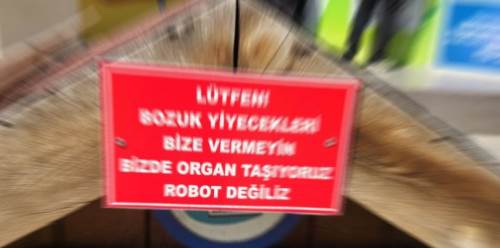 LÜTFEN!
BOZUK YİYECEKLERİ
BİZE VERMEYİN
BİZDE ORGAN TAŞIYORUZ
ROBOT DEĞİLİZ